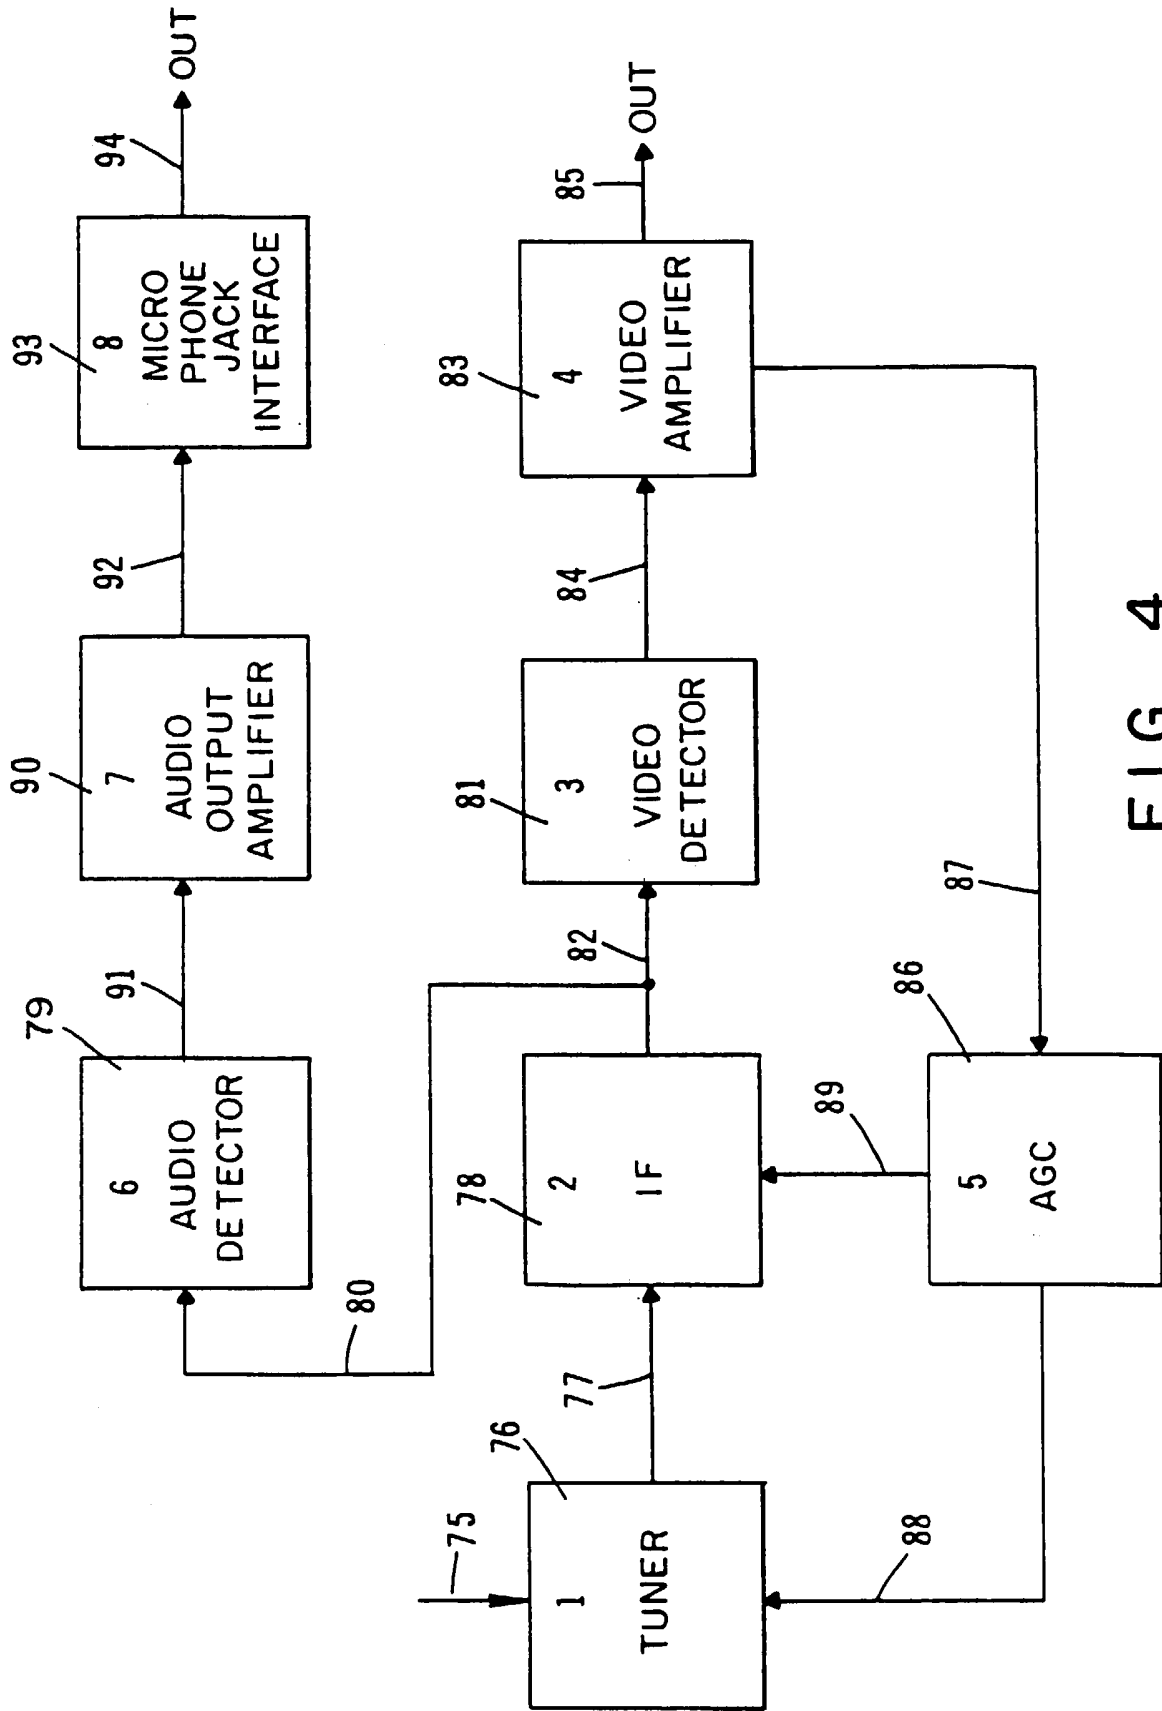 93
8
MICRO
PHONE
JACK
INTERFACE
94
OUT
92
90
7
AUDIO
OUTPUT
AMPLIFIER
91
79
6
AUDIO
DETECTOR
80
75
76
1
TUNER
77
78
2
IF
82
81
3
VIDEO
DETECTOR
84
83
4
VIDEO
AMPLIFIER
85
OUT
87
86
5
AGC
89
88
FIG 4